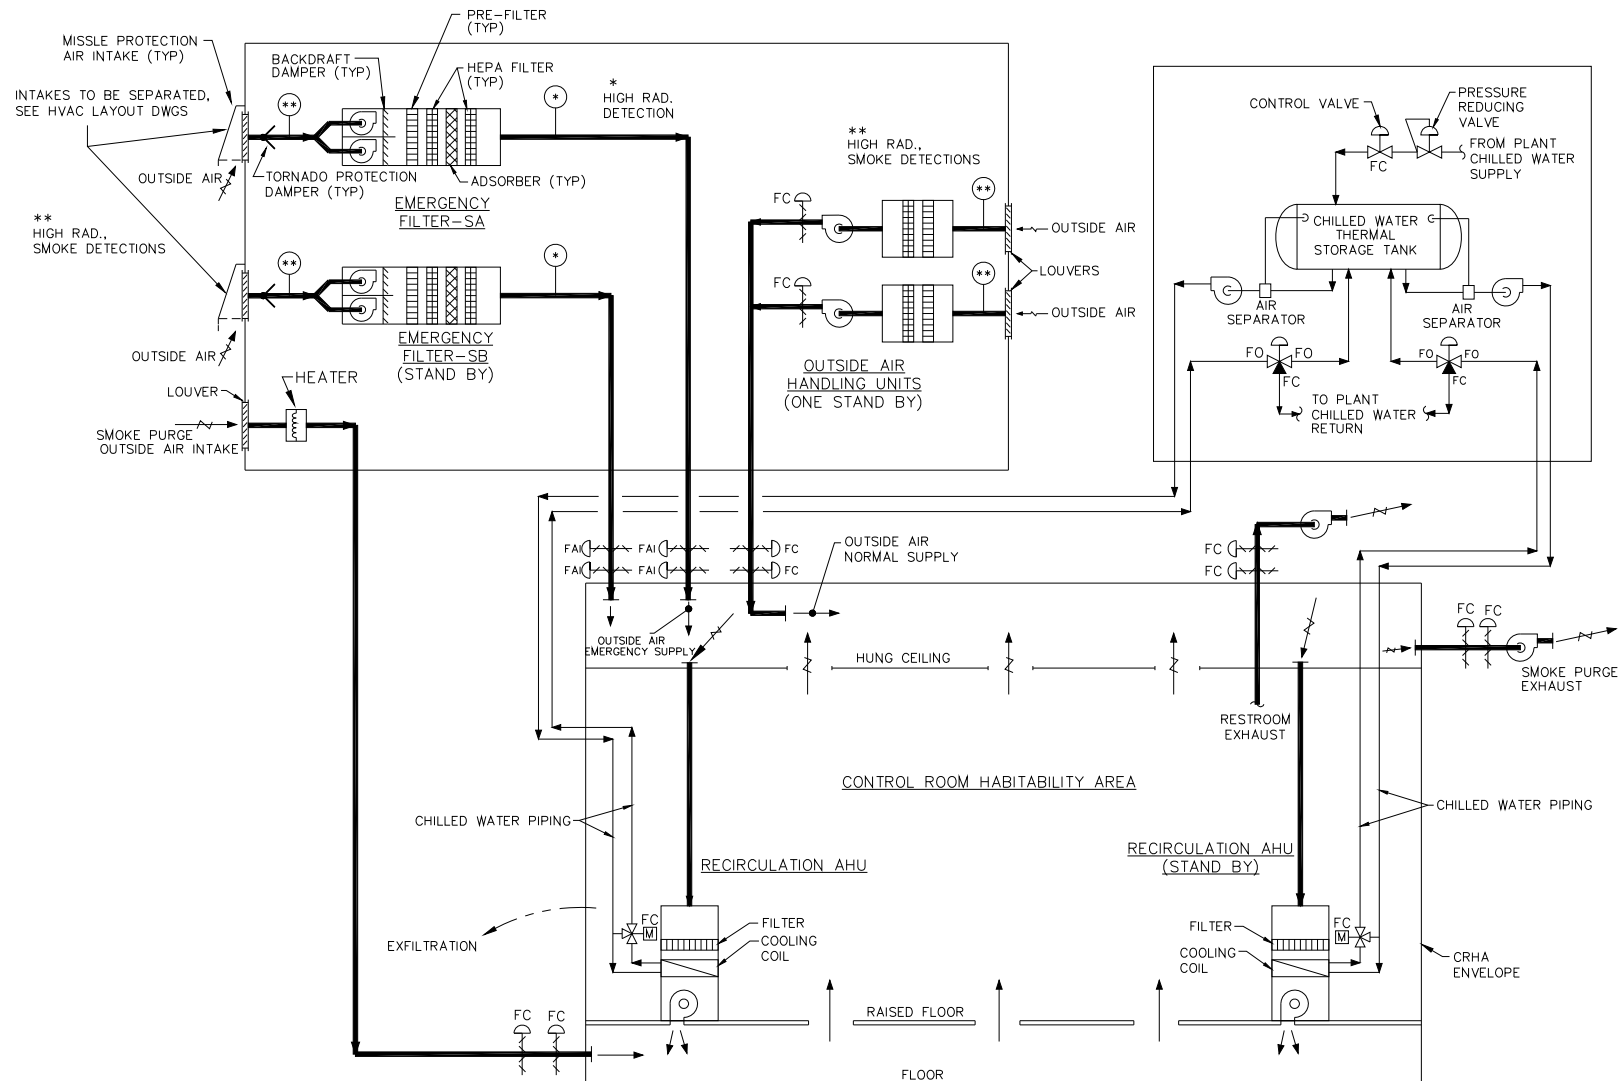 PRE-FILTER
(TYP)
MISSLE PROTECTION
AIR INTAKE (TYP)
BACKDRAFT
DAMPER (TYP)
HEPA FILTER
(TYP)
*
HIGH RAD.
DETECTION
INTAKES TO BE SEPARATED,
SEE HVAC LAYOUT DWGS
**
*
OUTSIDE AIR
TORNADO PROTECTION
DAMPER (TYP)
ADSORBER (TYP)
EMERGENCY
FILTER-SA
**
HIGH RAD.,
SMOKE DETECTIONS
**
HIGH RAD.,
SMOKE DETECTIONS
**
*
OUTSIDE AIR
EMERGENCY
FILTER-SB
(STAND BY)
FC
**
OUTSIDE AIR
LOUVERS
FC
**
OUTSIDE AIR
OUTSIDE AIR
HANDLING UNITS
(ONE STAND BY)
LOUVER
HEATER
SMOKE PURGE
OUTSIDE AIR INTAKE
CONTROL VALVE
PRESSURE
REDUCING
VALVE
FC
FROM PLANT
CHILLED WATER
SUPPLY
CHILLED WATER
THERMAL
STORAGE TANK
AIR
SEPARATOR
AIR
SEPARATOR
FO
FO
FC
FO
FO
FC
TO PLANT
CHILLED WATER
RETURN
FAI
FAI
FC
FAI
FAI
FC
OUTSIDE AIR
NORMAL SUPPLY
FC
FC
OUTSIDE AIR
EMERGENCY SUPPLY
HUNG CEILING
FC
FC
SMOKE PURGE
EXHAUST
RESTROOM
EXHAUST
CONTROL ROOM HABITABILITY AREA
CHILLED WATER PIPING
CHILLED WATER PIPING
RECIRCULATION AHU
RECIRCULATION AHU
(STAND BY)
EXFILTRATION
FC
M
FILTER
COOLING
COIL
FILTER
COOLING
COIL
FC
M
CRHA
ENVELOPE
FC
FC
RAISED FLOOR
FLOOR